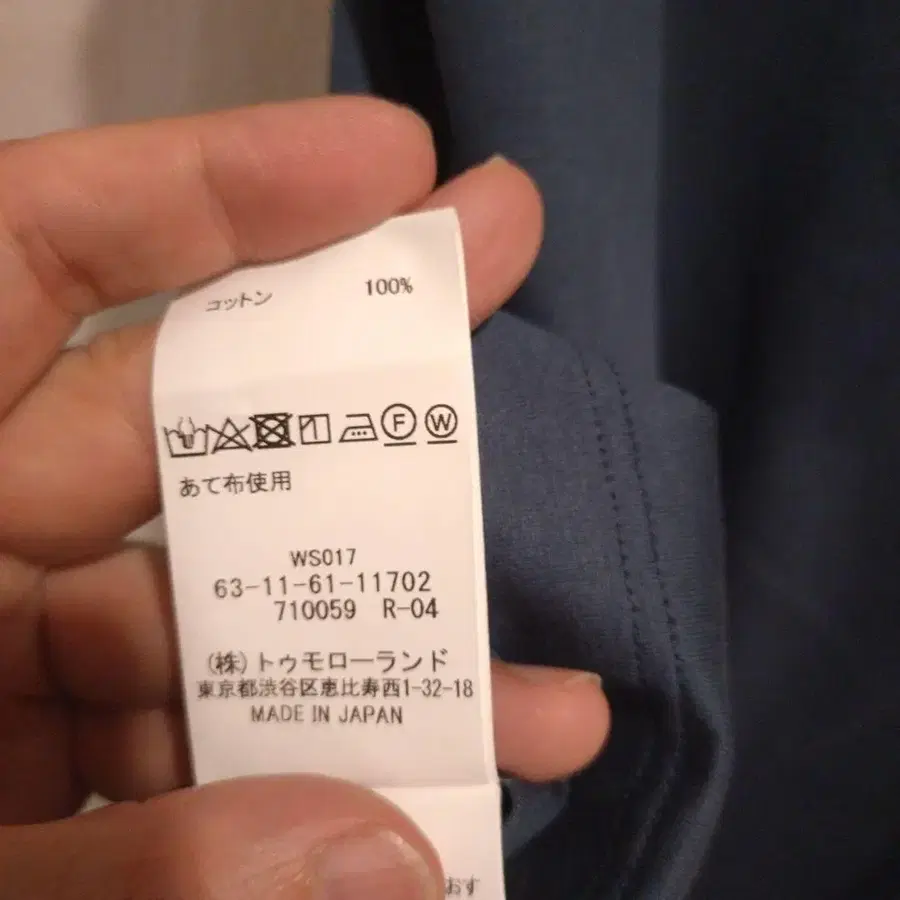 コットン 100%
F W
あて布使用
WS017
63-11-61-11702
710059 R-04
(株)トゥモローランド
東京都渋谷区恵比寿西1-32-18
MADE IN JAPAN
おす